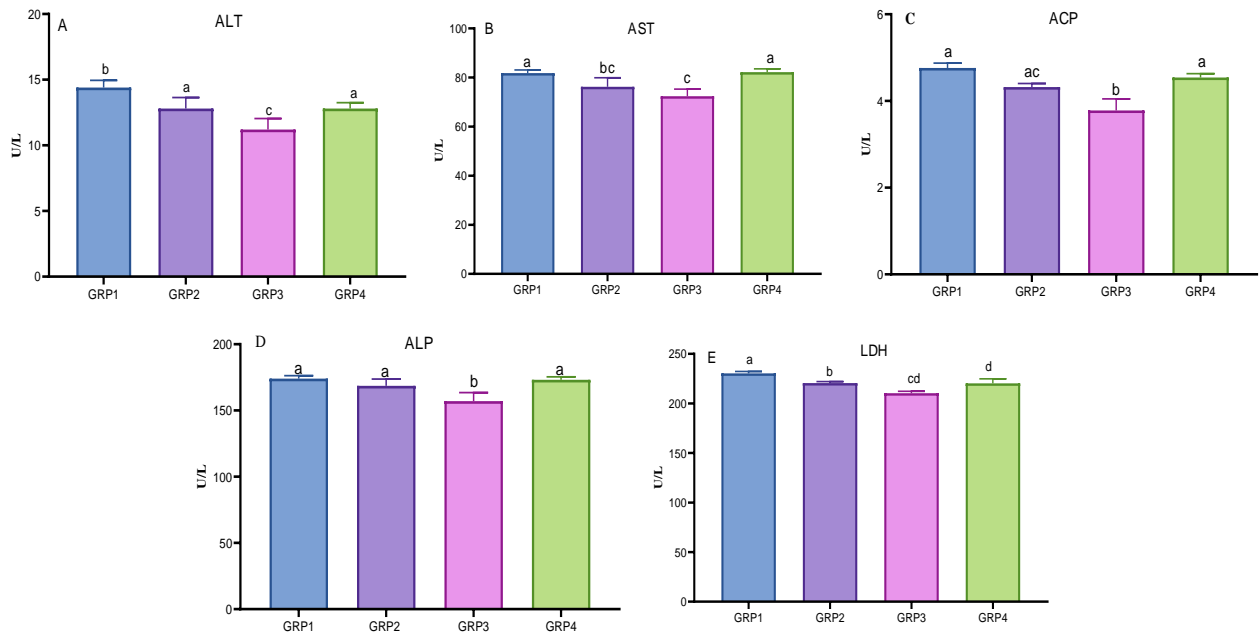 A
ALT
b
a
c
a
20
15
10
5
0
U/L
GRP1 GRP2 GRP3 GRP4
B
AST
a
bc
c
a
100
80
60
40
20
0
U/L
GRP1 GRP2 GRP3 GRP4
C
ACP
a
ac
b
a
6
4
2
0
U/L
GRP1 GRP2 GRP3 GRP4
D
ALP
a
a
b
a
200
150
100
50
0
U/L
GRP1 GRP2 GRP3 GRP4
E
LDH
a
b
cd
d
250
200
150
100
50
0
U/L
GRP1 GRP2 GRP3 GRP4